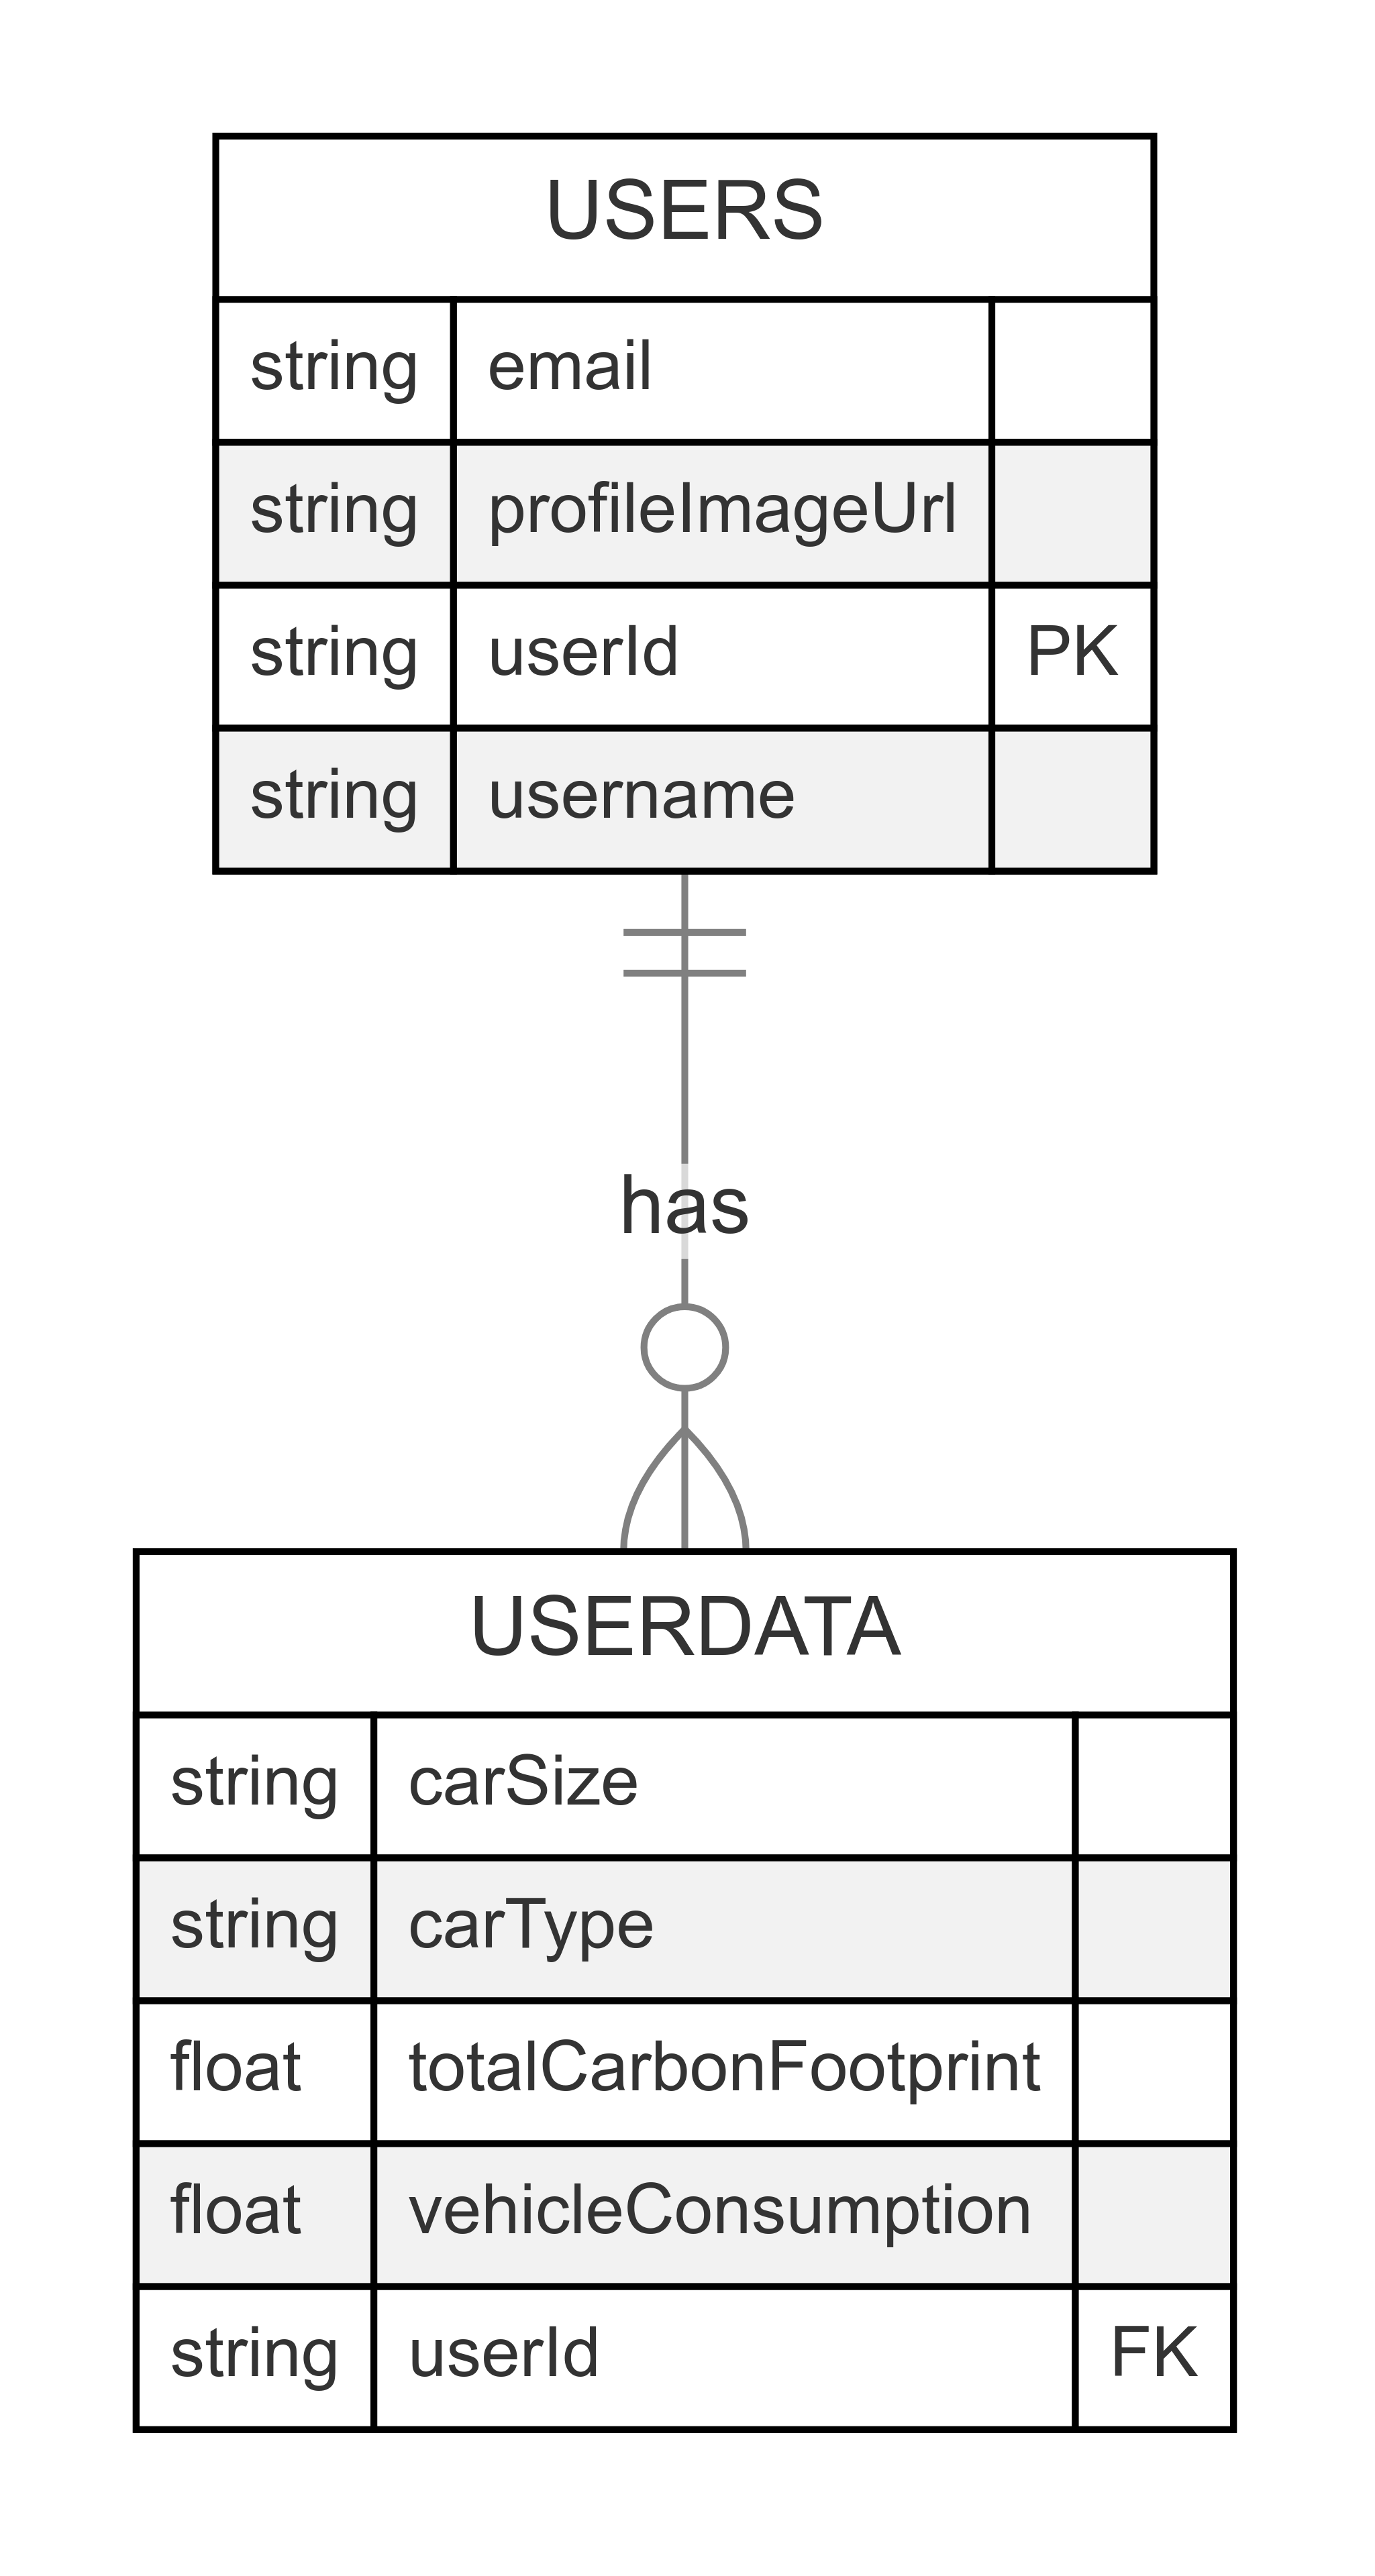 USERS
string email
string profileImageUrl
string userId PK
string username
has
USERDATA
string carSize
string carType
float totalCarbonFootprint
float vehicleConsumption
string userId FK